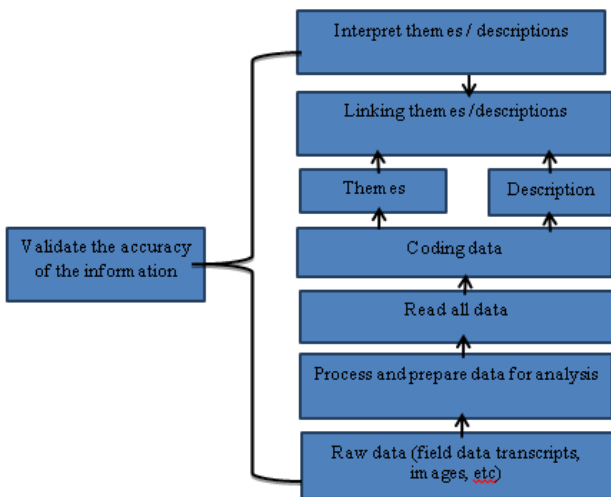 Interpret themes / descriptions
Linking themes /descriptions
Themes
Description
Validate the accuracy
of the information
Coding data
Read all data
Process and prepare data for analysis
Raw data (field data transcripts,
images, etc)